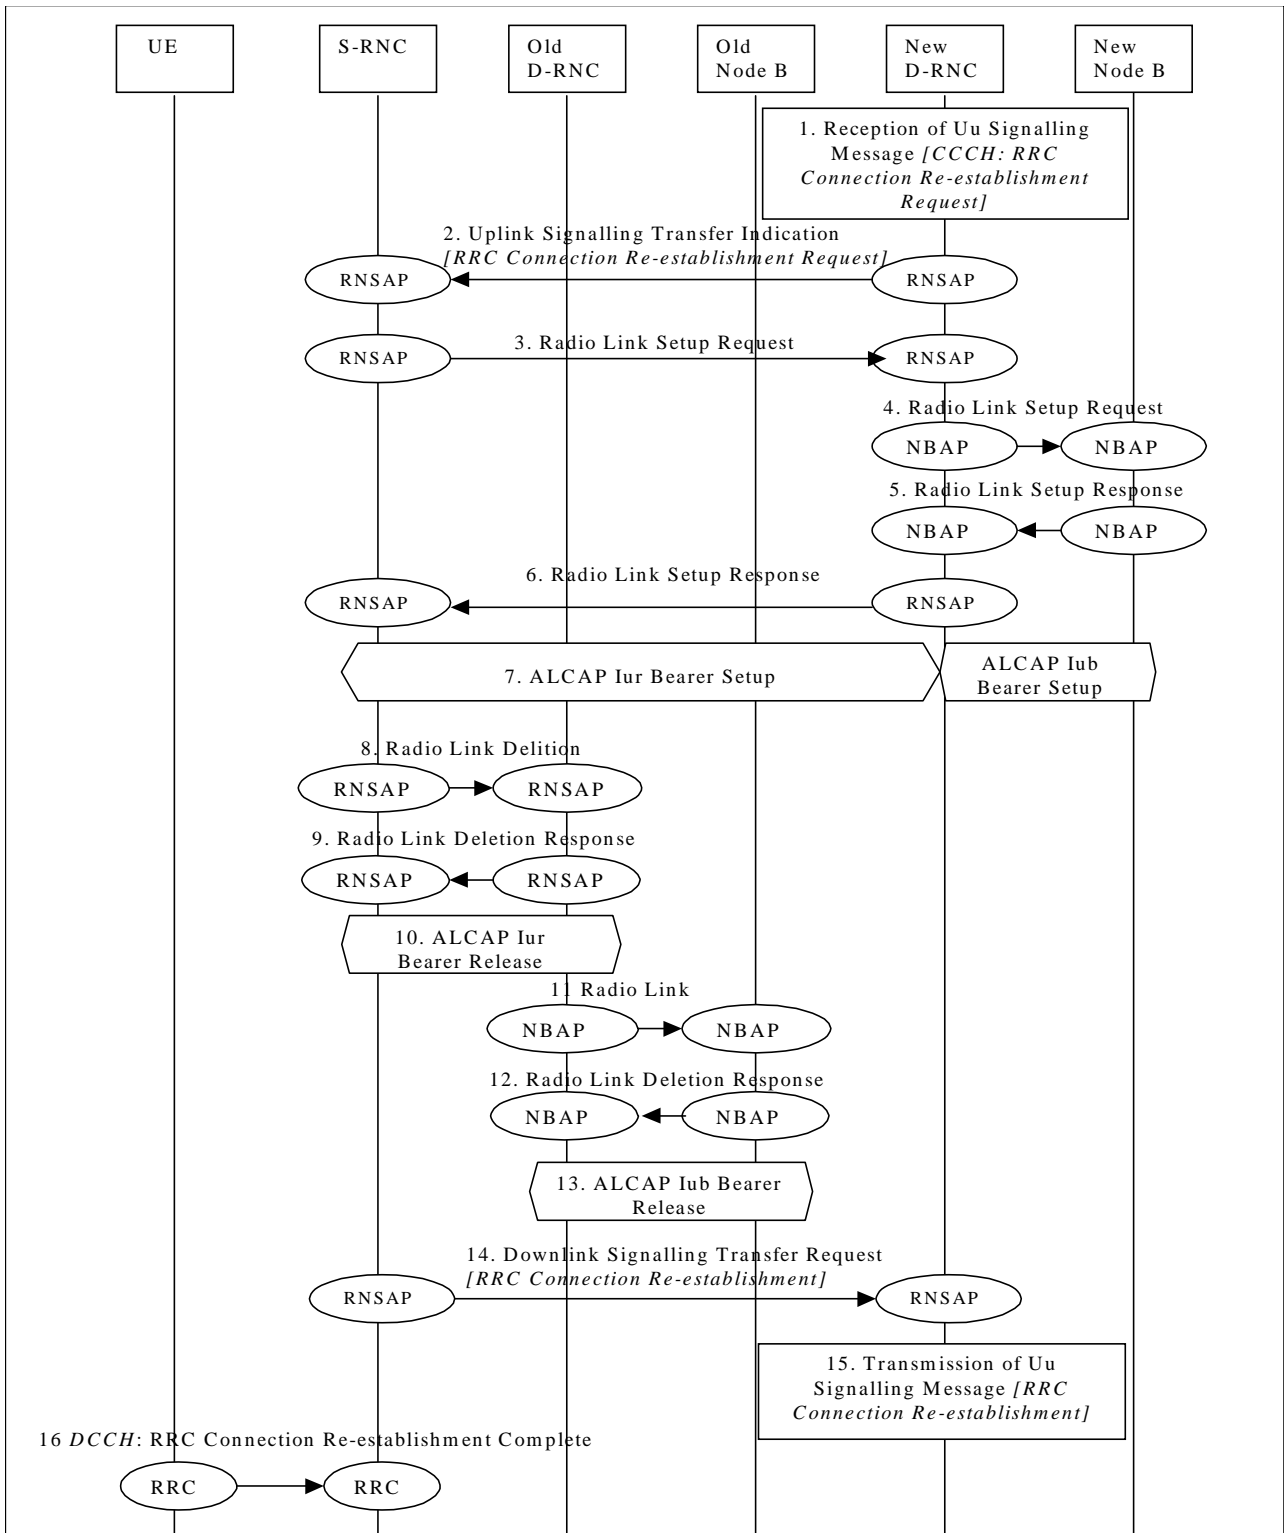 UE
S-RNC
Old
D-RNC
Old
Node B
New
D-RNC
New
Node B
1. Reception of Uu Signalling
Message [CCCH: RRC
Connection Re-establishment
Request]
2. Uplink Signalling Transfer Indication
[RRC Connection Re-establishment Request]
RNSAP
RNSAP
3. Radio Link Setup Request
RNSAP
RNSAP
4. Radio Link Setup Request
NBAP
NBAP
5. Radio Link Setup Response
NBAP
NBAP
6. Radio Link Setup Response
RNSAP
RNSAP
7. ALCAP Iur Bearer Setup
ALCAP Iub
Bearer Setup
8. Radio Link Delition
RNSAP
RNSAP
9. Radio Link Deletion Response
RNSAP
RNSAP
10. ALCAP Iur
Bearer Release
11 Radio Link
NBAP
NBAP
12. Radio Link Deletion Response
NBAP
NBAP
13. ALCAP Iub Bearer
Release
14. Downlink Signalling Transfer Request
[RRC Connection Re-establishment]
RNSAP
RNSAP
15. Transmission of Uu
Signalling Message [RRC
Connection Re-establishment]
16 DCCH: RRC Connection Re-establishment Complete
RRC
RRC